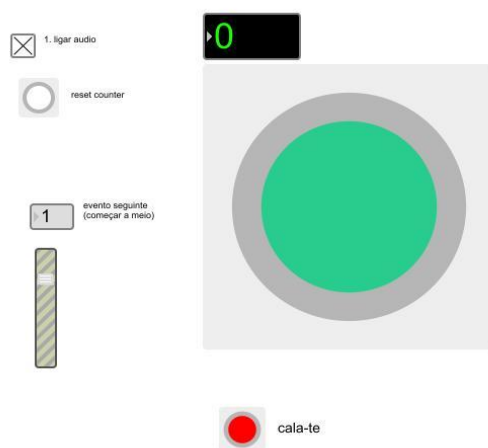 0
1. ligar audio
reset counter
1
evento seguinte
(começar a meio)
cala-te